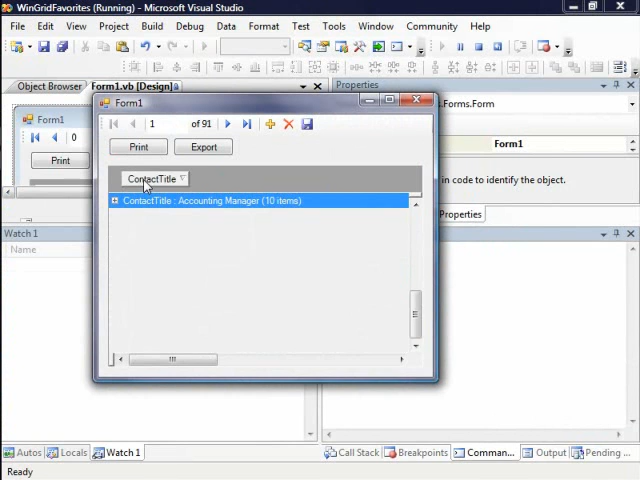 WinGridFavorites (Running) - Microsoft Visual Studio
File Edit View Project Build Debug Data Format Test Tools Window Community Help
Object Browser Form1.vb [Design]
Properties
Form1
Form1
.Forms.Form
0
1 of 91
Print
Print Export
Form1
in code to identify the object.
ContactTitle
ContactTitle : Accounting Manager (10 items)
Properties
Watch 1
Name
Autos Locals Watch 1 Call Stack Breakpoints Comman... Output Pending ...
Ready